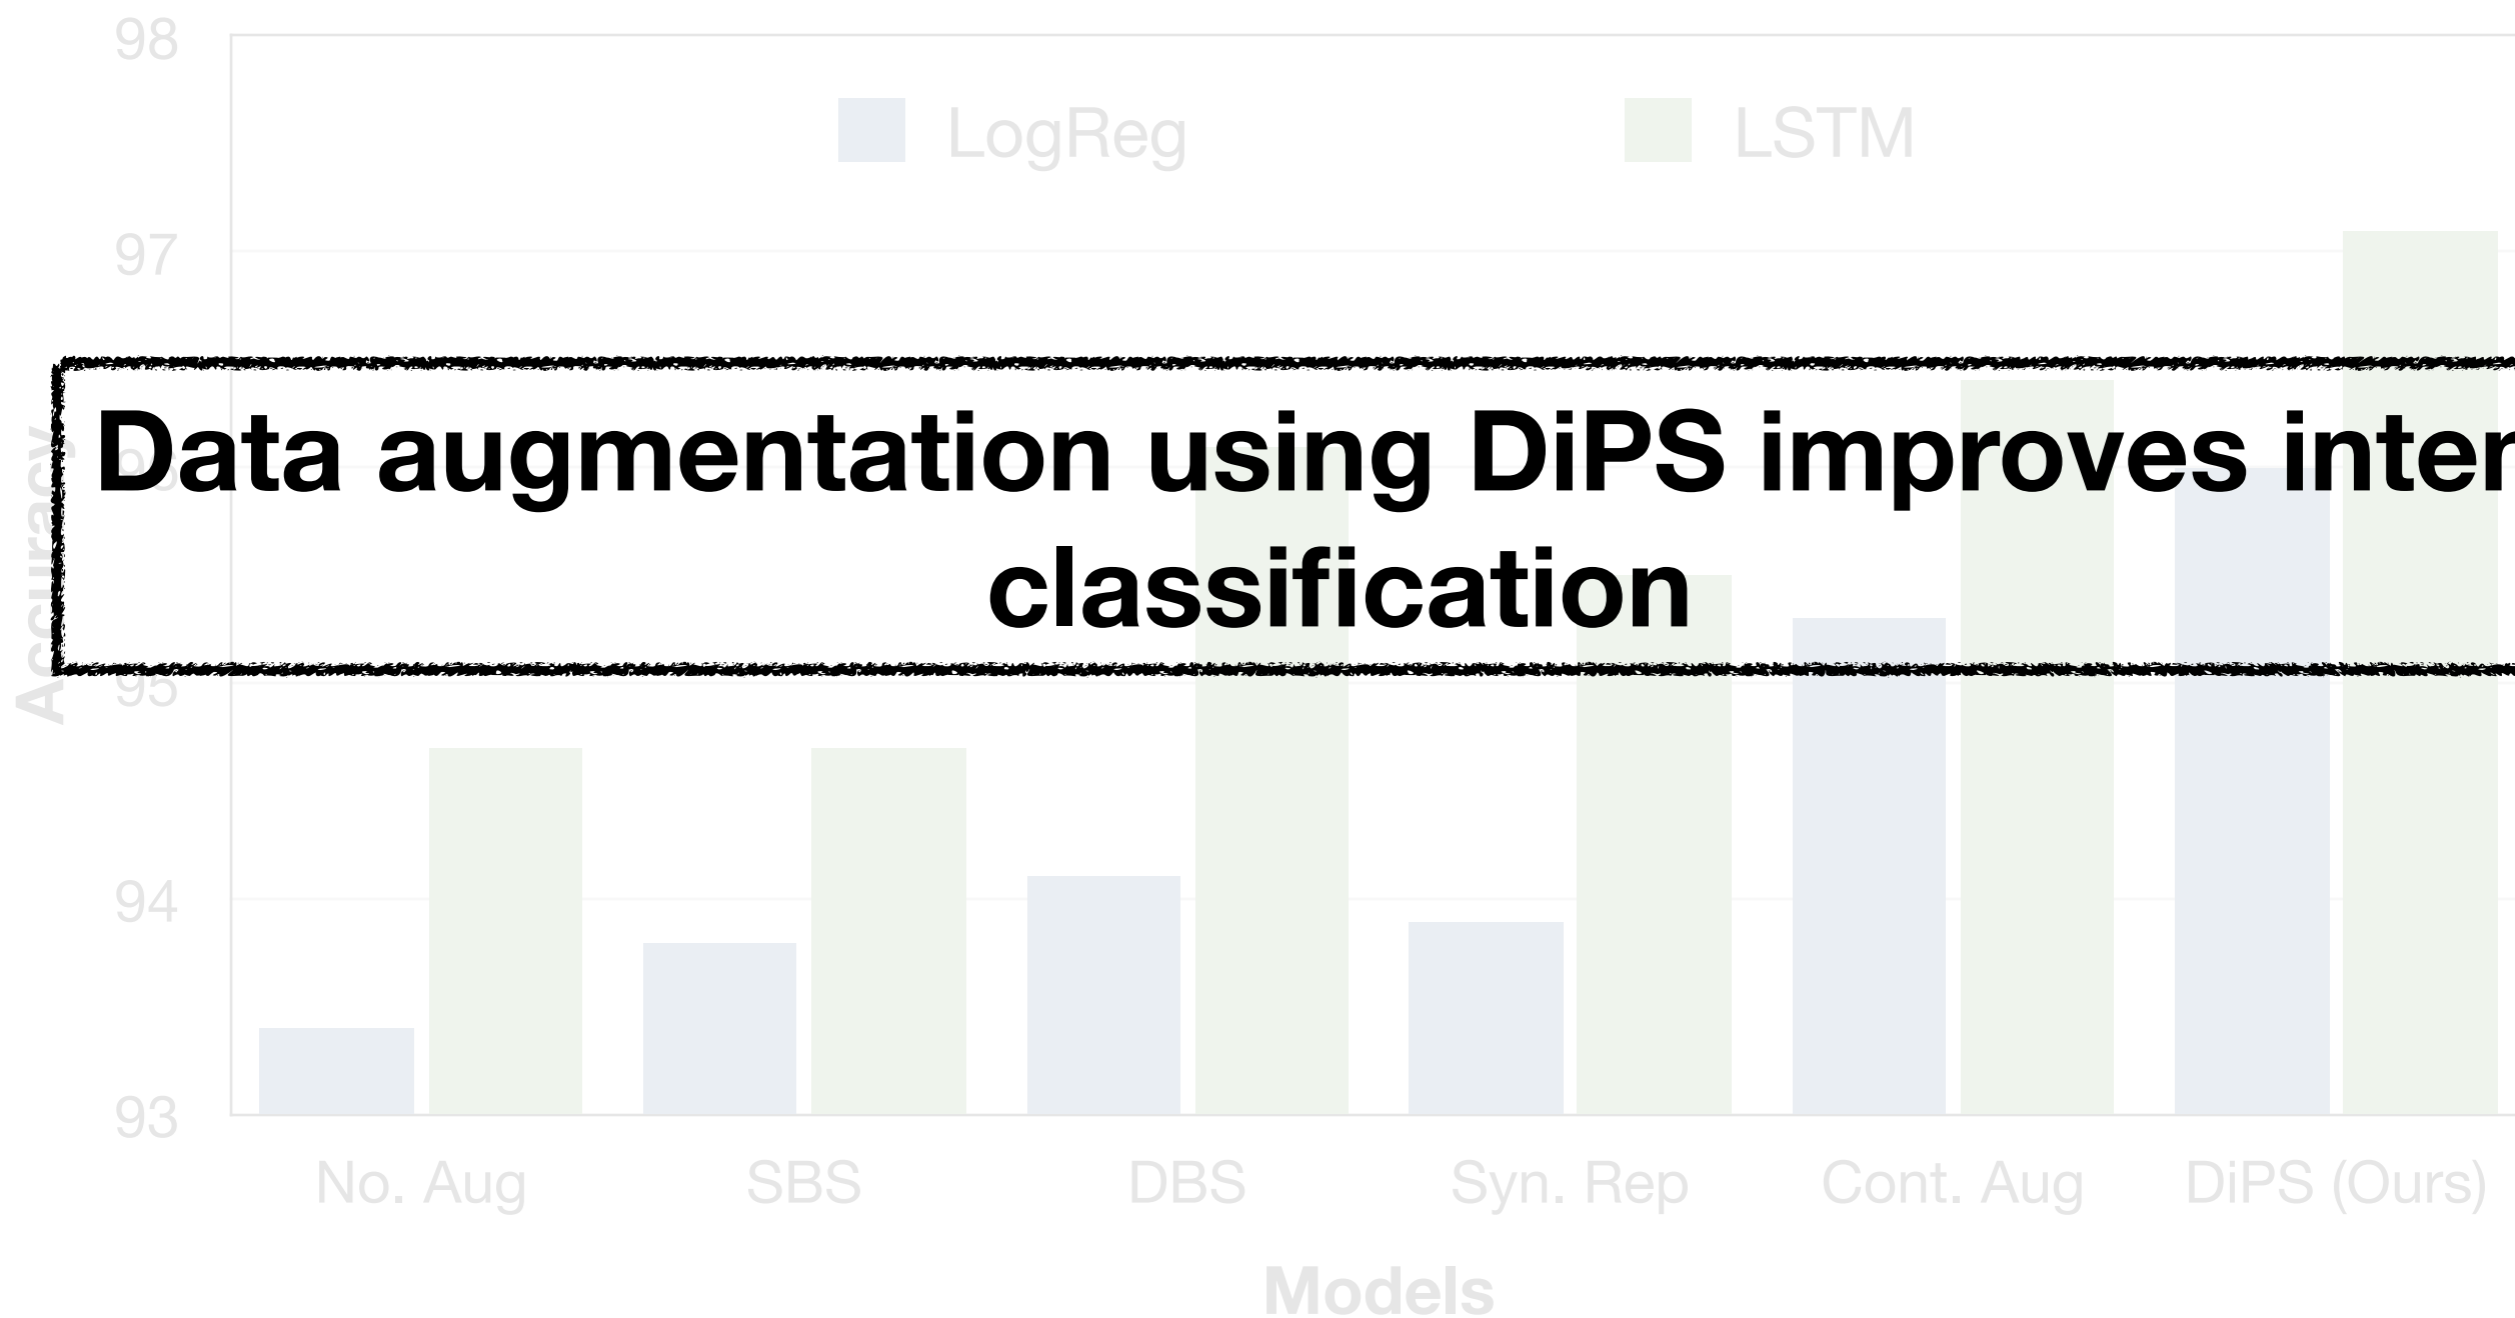 98
LogReg LSTM
97
Data augmentation using DiPS improves
classification
Accuracy
95
94
93
No. Aug SBS DBS Syn. Rep Cont. Aug DiPS (Ours)
Models